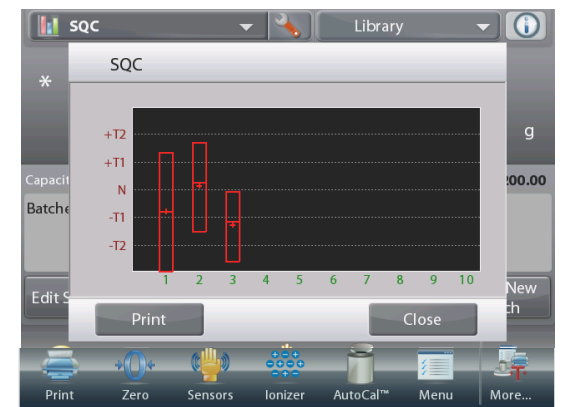 SQC
Library
SQC
*
g
+T2
+T1
N
-T1
-T2
1 2 3 4 5 6 7 8 9 10
Capacit
200.00
Batche
Edit S
New
ch
Print
Close
Print
Zero
Sensors
Ionizer
AutoCal™
Menu
More...